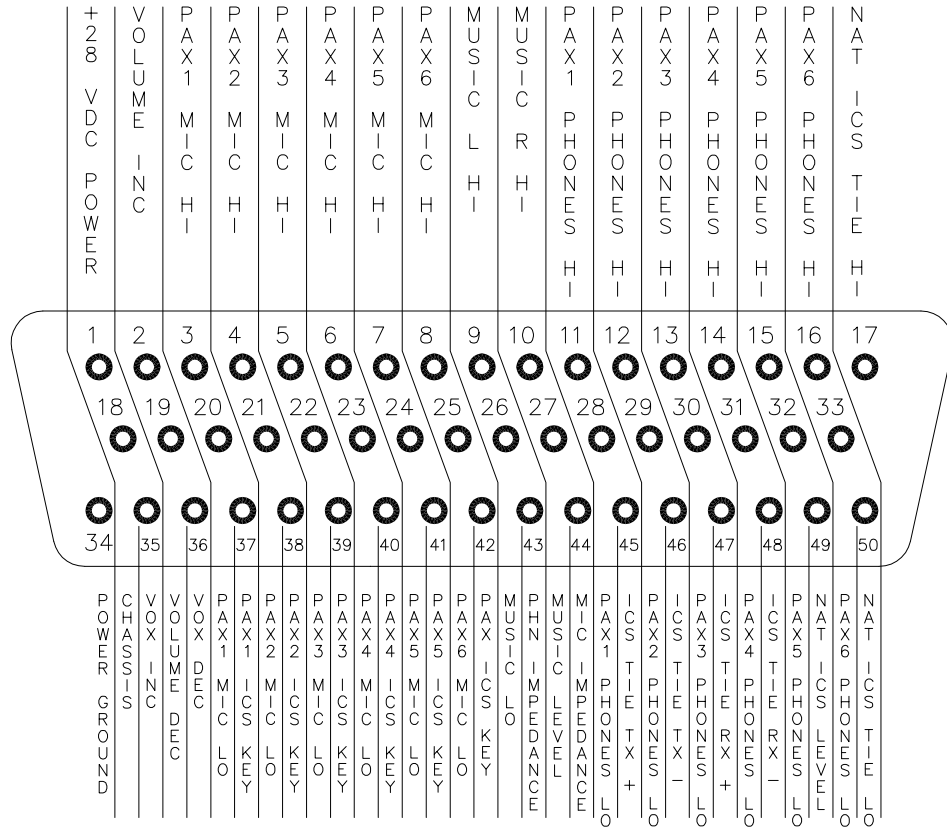 +28 VDC POWER
VOLUME INC
PAX1 MIC HI
PAX2 MIC HI
PAX3 MIC HI
PAX4 MIC HI
PAX5 MIC HI
PAX6 MIC HI
MUSIC L HI
MUSIC R HI
PAX1 PHONES HI
PAX2 PHONES HI
PAX3 PHONES HI
PAX4 PHONES HI
PAX5 PHONES HI
PAX6 PHONES HI
NAT ICS TIE HI
1 2 3 4 5 6 7 8 9 10 11 12 13 14 15 16 17
18 19 20 21 22 23 24 25 26 27 28 29 30 31 32 33
34 35 36 37 38 39 40 41 42 43 44 45 46 47 48 49 50
POWER GROUND
CHASSIS
VOX INC
VOLUME DEC
VOX DEC
PAX1 MIC LO
PAX1 ICS KEY
PAX2 MIC LO
PAX2 ICS KEY
PAX3 MIC LO
PAX3 ICS KEY
PAX4 MIC LO
PAX4 ICS KEY
PAX5 MIC LO
PAX5 ICS KEY
PAX6 MIC LO
PAX ICS KEY
MUSIC LO
PHN IMPEDANCE
MUSIC LEVEL
MIC IMPEDANCE
PAX1 PHONES LO
ICS TIE TX +
PAX2 PHONES LO
ICS TIE TX -
PAX3 PHONES LO
ICS TIE RX +
PAX4 PHONES LO
ICS TIE RX -
PAX5 PHONES LO
NAT ICS LEVEL
PAX6 PHONES LO
NAT ICS TIE LO